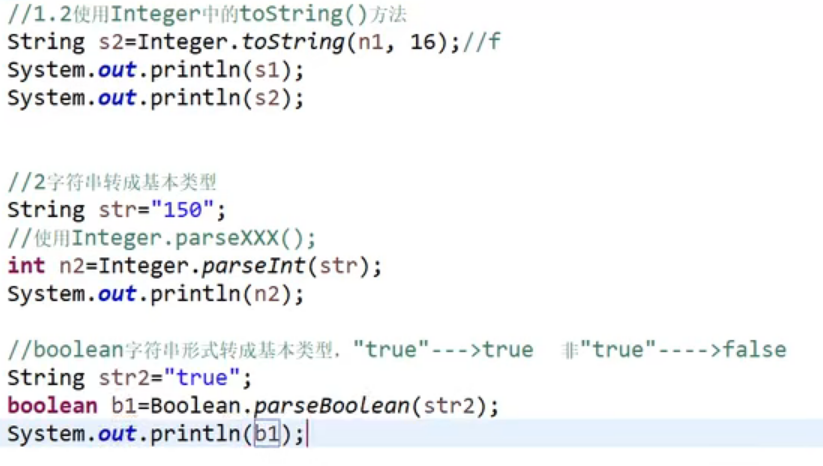 //1.2使用Integer中的toString()方法
String s2=Integer.toString(n1, 16);//f
System.out.println(s1);
System.out.println(s2);
//2字符串转成基本类型
String str="150";
//使用Integer.parseXXX();
int n2=Integer.parseInt(str);
System.out.println(n2);
//boolean字符串形式转成基本类型，"true"--->true 非"true"---->false
String str2="true";
boolean b1=Boolean.parseBoolean(str2);
System.out.println(b1);